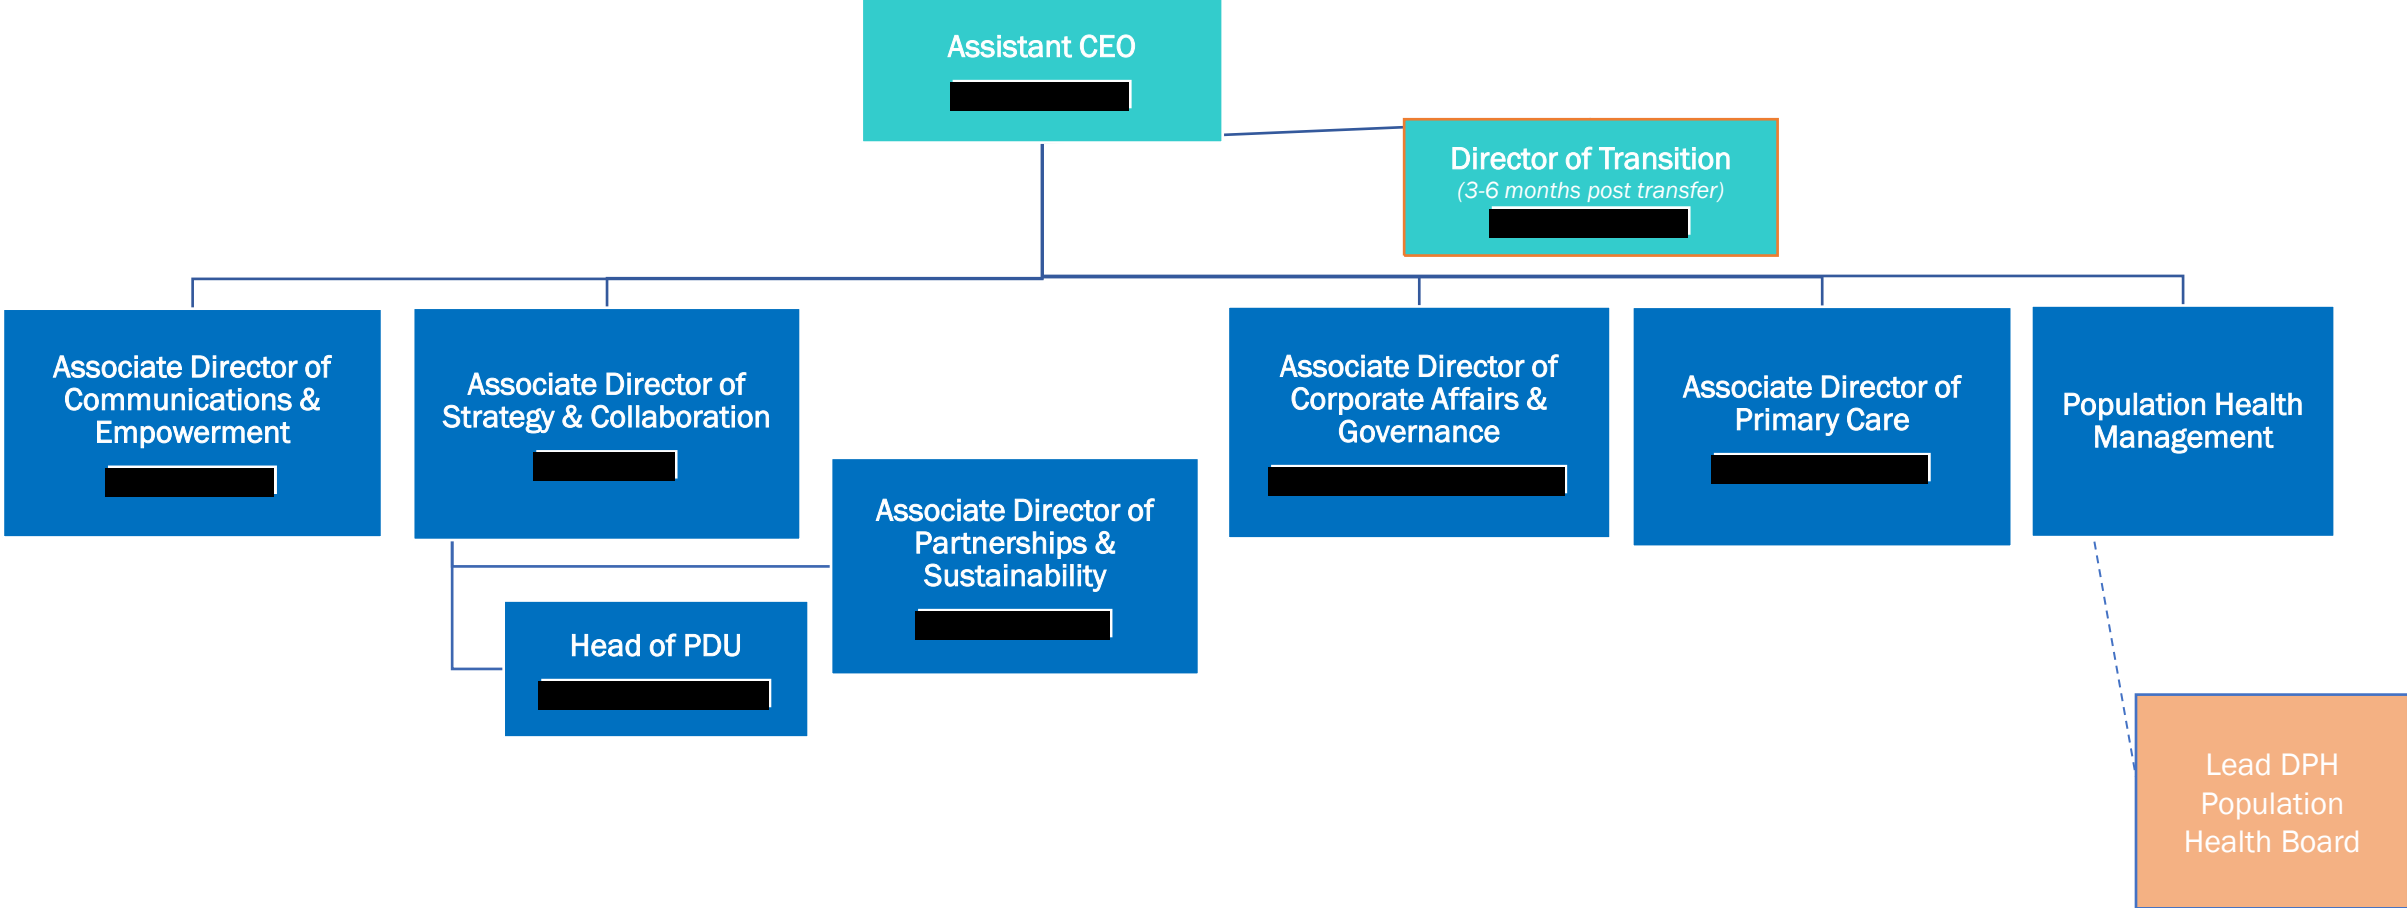 Assistant CEO
Director of Transition
(3-6 months post transfer)
Associate Director of
Communications &
Empowerment
Associate Director of
Strategy & Collaboration
Associate Director of
Partnerships &
Sustainability
Head of PDU
Associate Director of
Corporate Affairs &
Governance
Associate Director of
Primary Care
Population Health
Management
Lead DPH
Population
Health Board